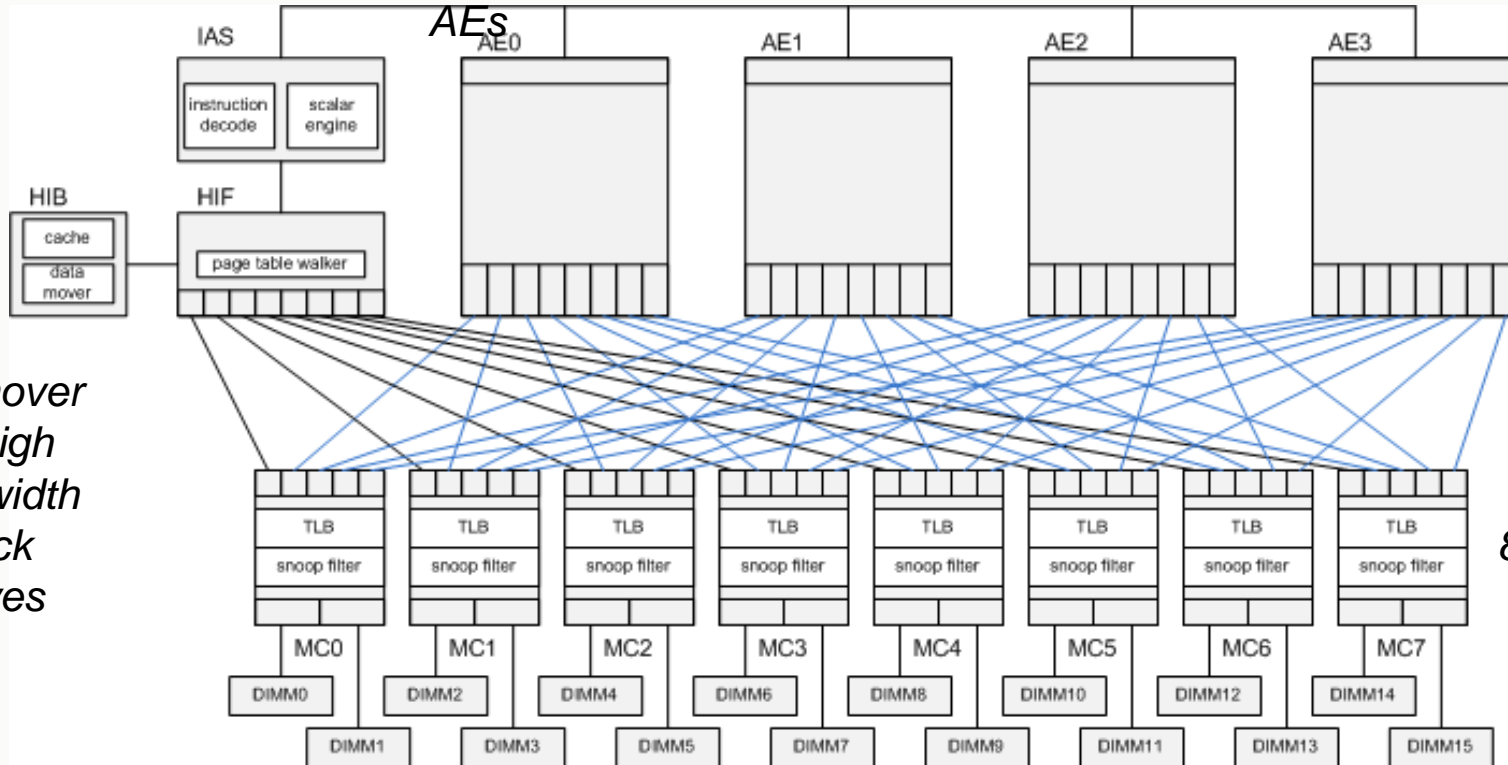 AEs
IAS
AE0
AE1
AE2
AE3
instruction
decode
scalar
engine
HIB
HIF
cache
data
mover
page table walker
over
igh
width
ck
es
TLB
TLB
TLB
TLB
TLB
TLB
TLB
TLB
snoop filter
snoop filter
snoop filter
snoop filter
snoop filter
snoop filter
snoop filter
snoop filter
8
MC0
MC1
MC2
MC3
MC4
MC5
MC6
MC7
DIMM0
DIMM2
DIMM4
DIMM6
DIMM8
DIMM10
DIMM12
DIMM14
DIMM1
DIMM3
DIMM5
DIMM7
DIMM9
DIMM11
DIMM13
DIMM15